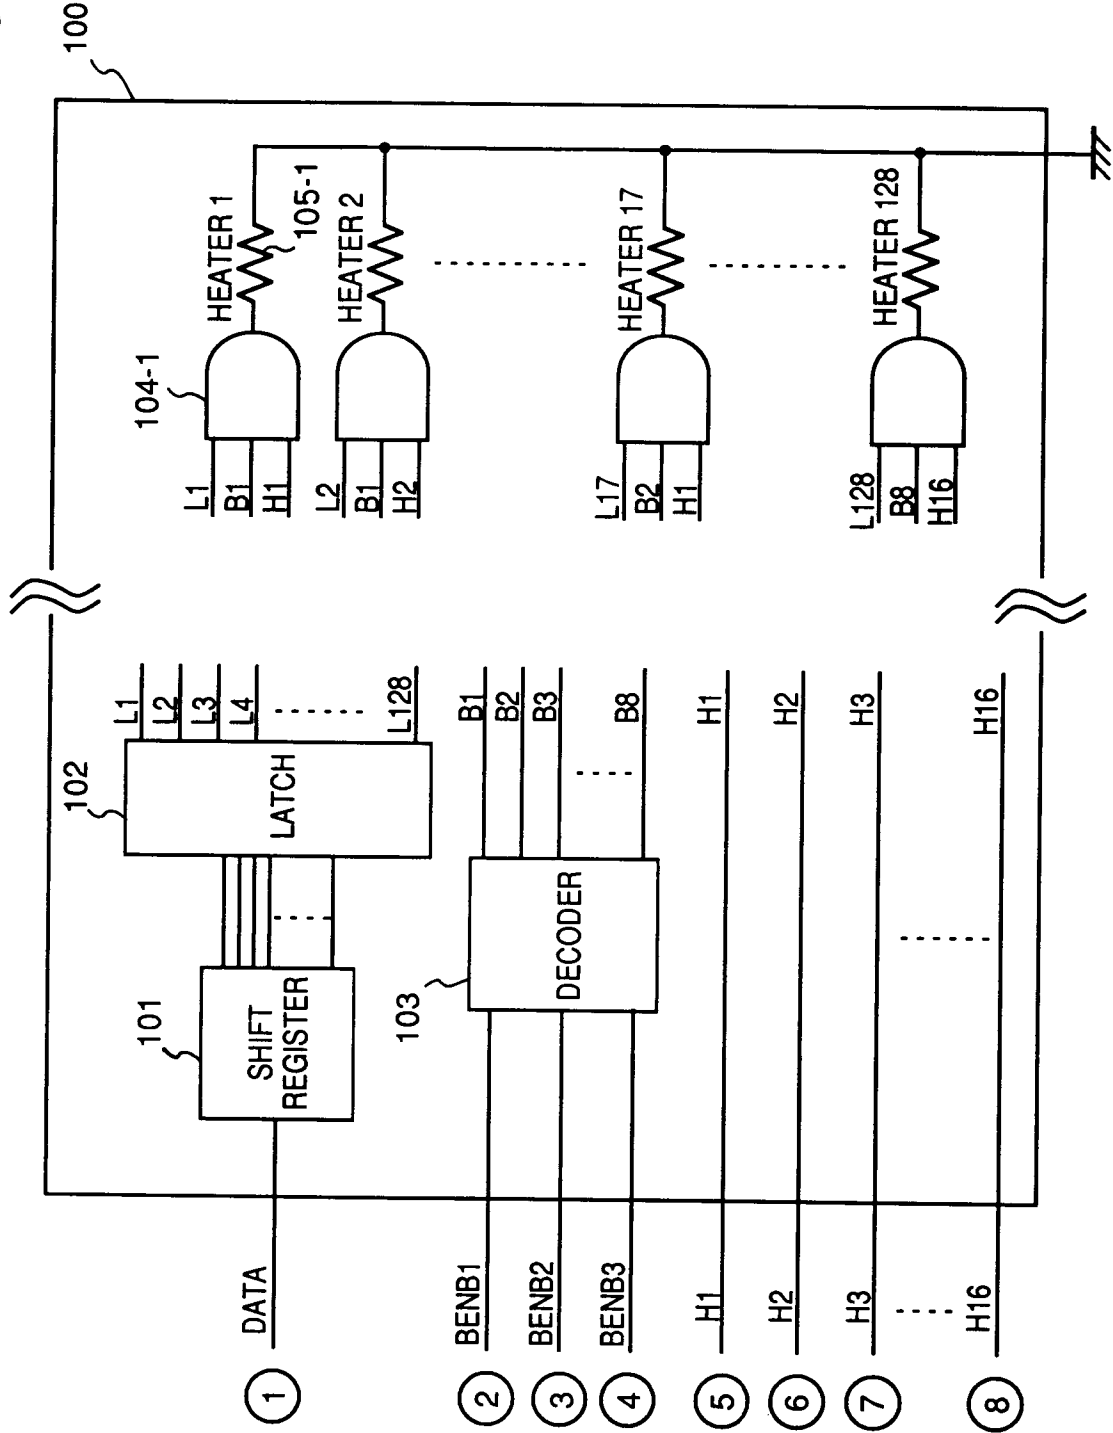 100
DATA
1
101
SHIFT
REGISTER
102
LATCH
L1
L2
L3
L4
L128
BENB1
2
BENB2
3
BENB3
4
103
DECODER
B1
B2
B3
B8
H1
5
H1
H2
6
H2
H3
7
H3
H16
8
H16
104-1
L1
B1
H1
HEATER 1
105-1
L2
B1
H2
HEATER 2
L17
B2
H1
HEATER 17
L128
B8
H16
HEATER 128